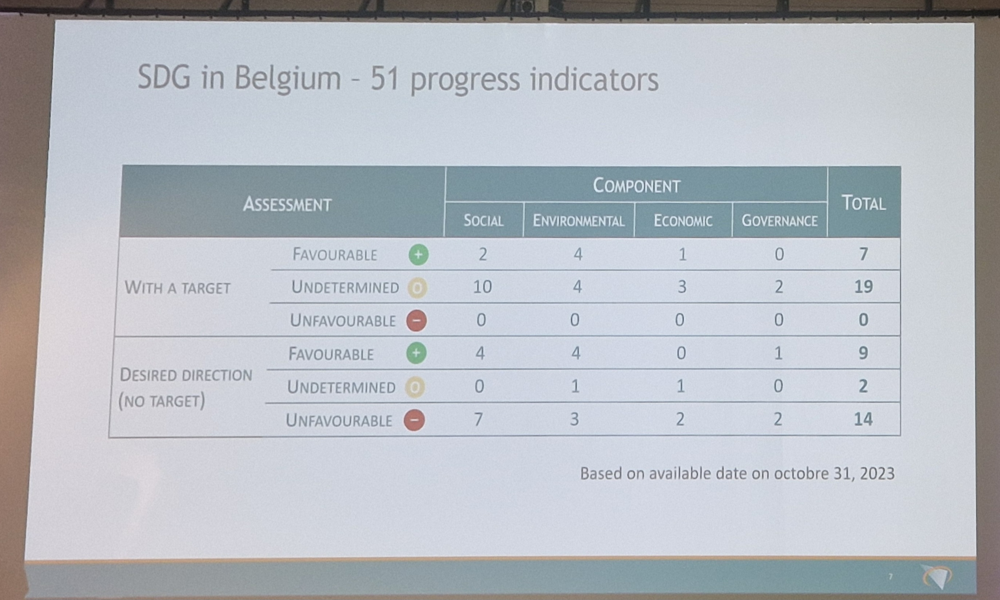 SDG in Belgium - 51 progress indicators
ASSESSMENT
COMPONENT
TOTAL
SOCIAL ENVIRONMENTAL ECONOMIC GOVERNANCE
WITH A TARGET
FAVOURABLE + 2 4 1 0 7
UNDETERMINED O 10 4 3 2 19
UNFAVOURABLE − 0 0 0 0 0
DESIRED DIRECTION
(NO TARGET)
FAVOURABLE + 4 4 0 1 9
UNDETERMINED O 0 1 1 0 2
UNFAVOURABLE − 7 3 2 2 14
Based on available date on octobre 31, 2023
7